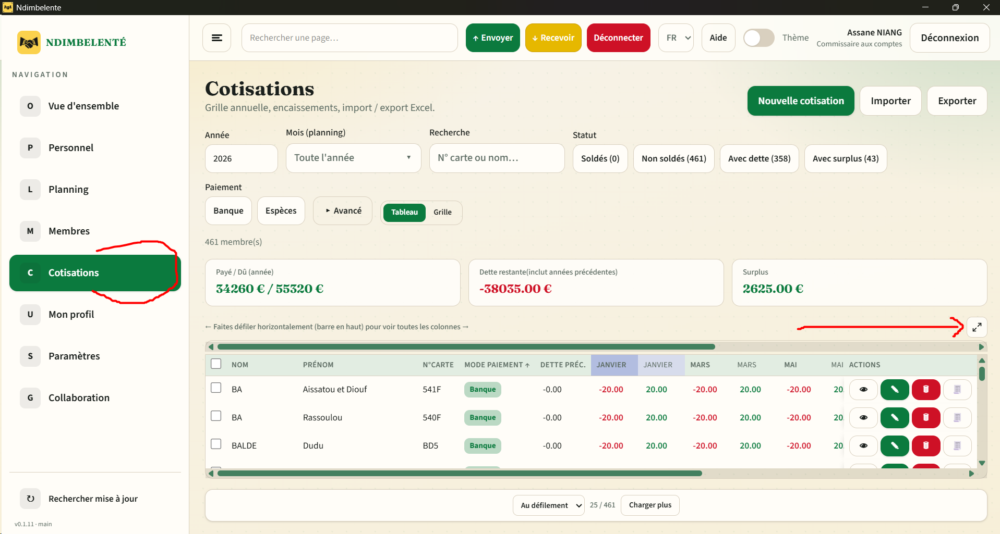 Ndimbelente
NDIMBELENTÉ
Rechercher une page…
↑ Envoyer
↓ Recevoir
Déconnecter
FR
Aide
Thème
Assane NIANG
Commissaire aux comptes
Déconnexion
NAVIGATION
O Vue d'ensemble
P Personnel
L Planning
M Membres
C Cotisations
U Mon profil
S Paramètres
G Collaboration
↻ Rechercher mise à jour
v0.1.11 · main
Cotisations
Grille annuelle, encaissements, import / export Excel.
Nouvelle cotisation
Importer
Exporter
Année
2026
Mois (planning)
Toute l'année
Recherche
N° carte ou nom…
Statut
Soldés (0)
Non soldés (461)
Avec dette (358)
Avec surplus (43)
Paiement
Banque
Espèces
▸ Avancé
Tableau
Grille
461 membre(s)
Payé / Dû (année)
34260 € / 55320 €
Dette restante(inclut années précédentes)
-38035.00 €
Surplus
2625.00 €
← Faites défiler horizontalement (barre en haut) pour voir toutes les colonnes →
NOM PRÉNOM N°CARTE MODE PAIEMENT ↑ DETTE PRÉC. JANVIER JANVIER MARS MARS MAI MAI ACTIONS
BA Aissatou et Diouf 541F Banque -0.00 -20.00 20.00 -20.00 20.00 -20.00 20.
BA Rassoulou 540F Banque -0.00 -20.00 20.00 -20.00 20.00 -20.00 20.
BALDE Dudu BD5 Banque -0.00 -20.00 20.00 -20.00 20.00 -20.00 20.
Au défilement
25 / 461
Charger plus